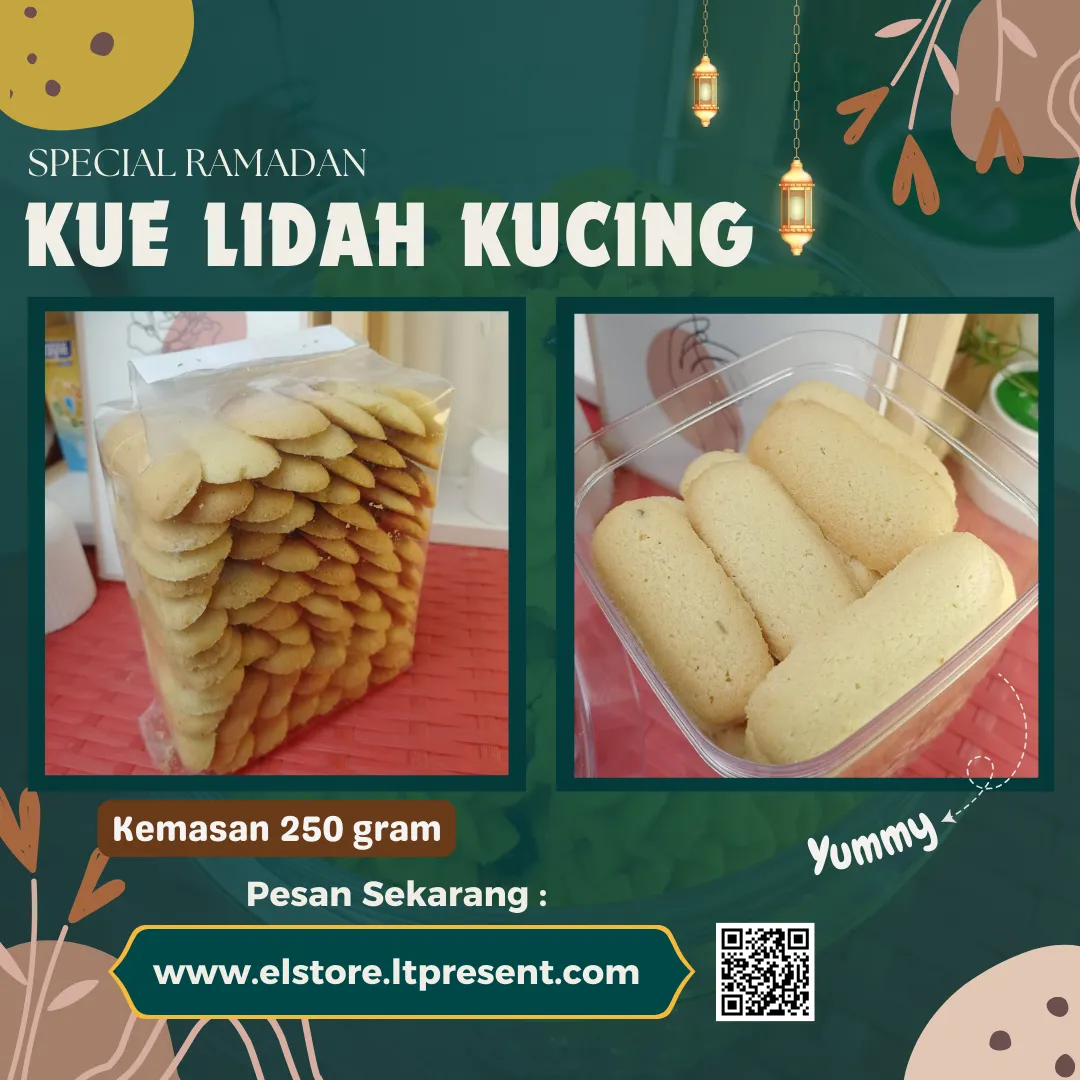 SPECIAL RAMADAN
KUE LIDAH KUCING
Kemasan 250 gram
Yummy
Pesan Sekarang :
www.elstore.ltpresent.com